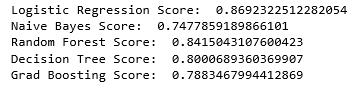 Logistic Regression Score:  0.8692322512282054
Naive Bayes Score:  0.7477859189866101
Random Forest Score:  0.8415043107600423
Decision Tree Score:  0.8000689360369907
Grad Boosting Score:  0.7883467994412869